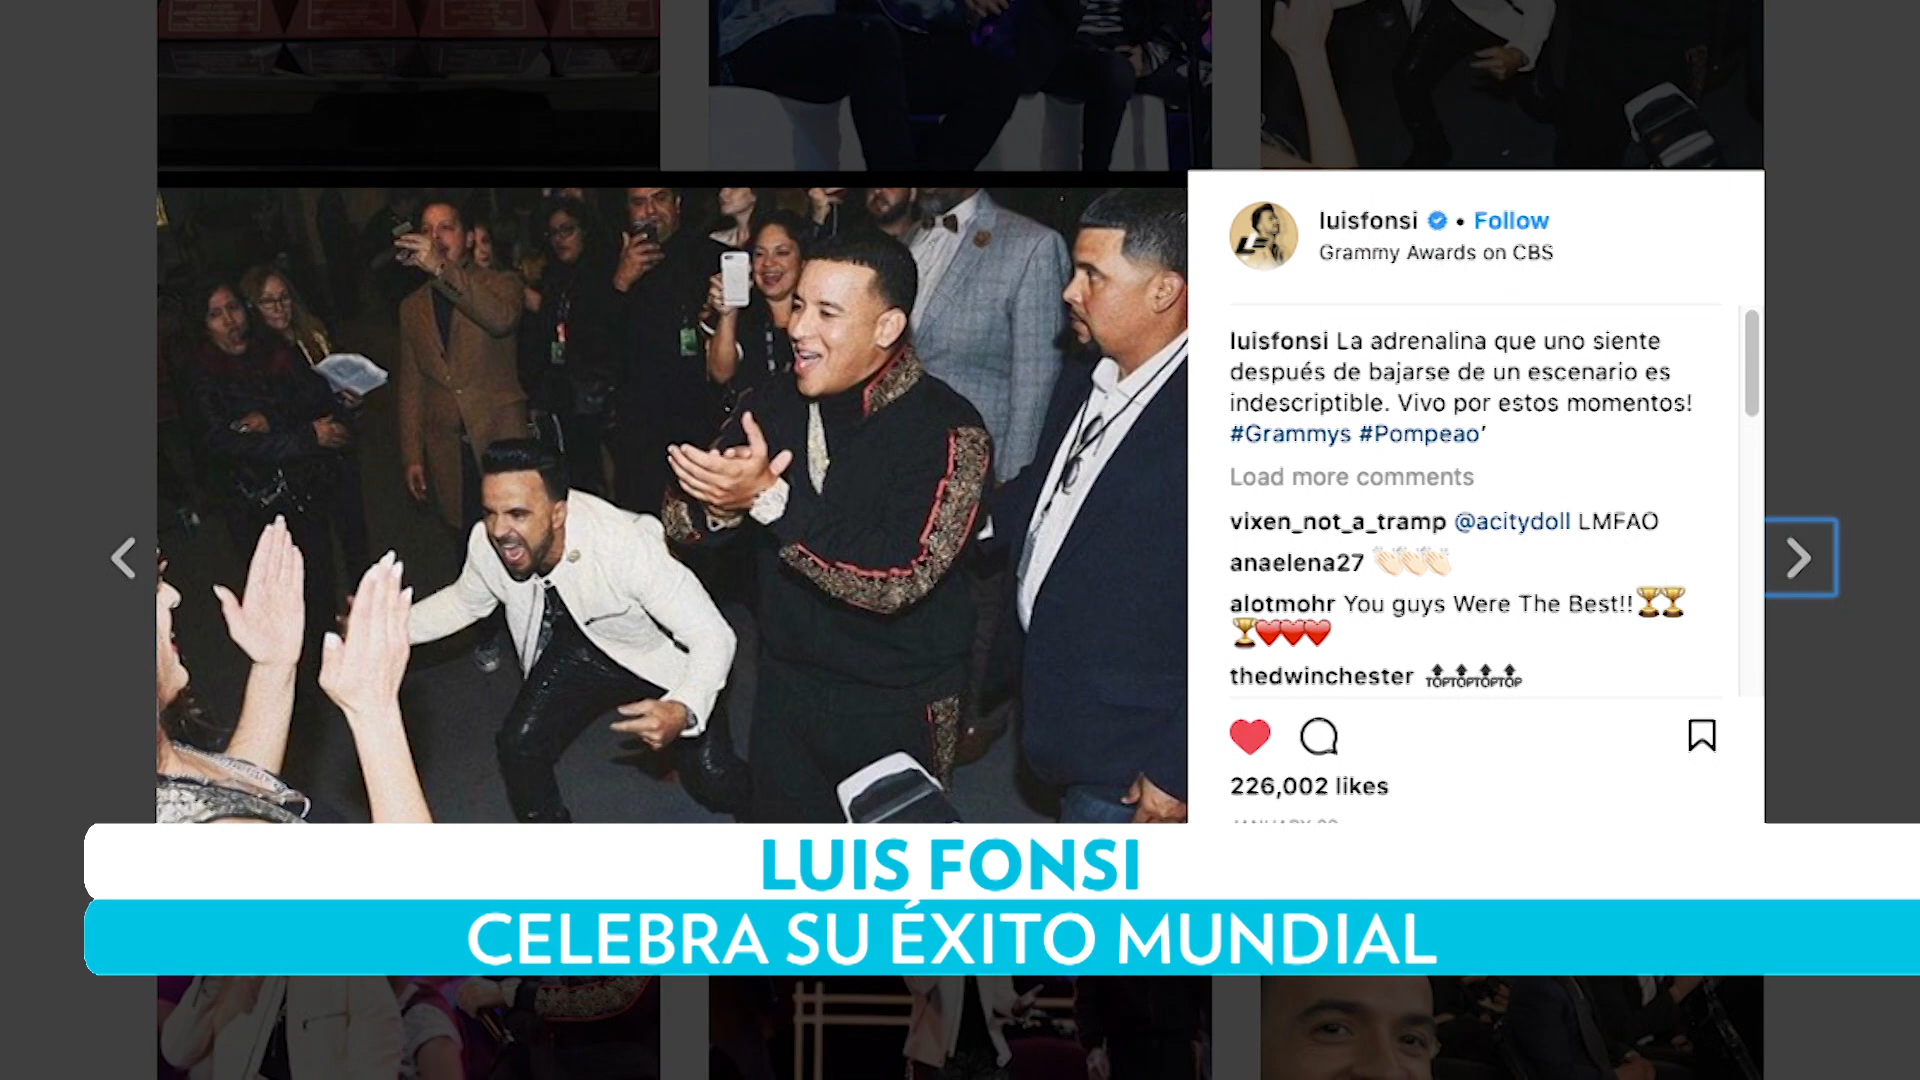 luisfonsi • Follow
Grammy Awards on CBS
luisfonsi La adrenalina que uno siente
después de bajarse de un escenario es
indescriptible. Vivo por estos momentos!
#Grammys #Pompeao’
Load more comments
vixen_not_a_tramp @acitydoll LMFAO
anaelena27
alotmohr You guys Were The Best!!
thedwinchester TOPTOPTOPTOP
226,002 likes
LUIS FONSI
CELEBRA SU ÉXITO MUNDIAL